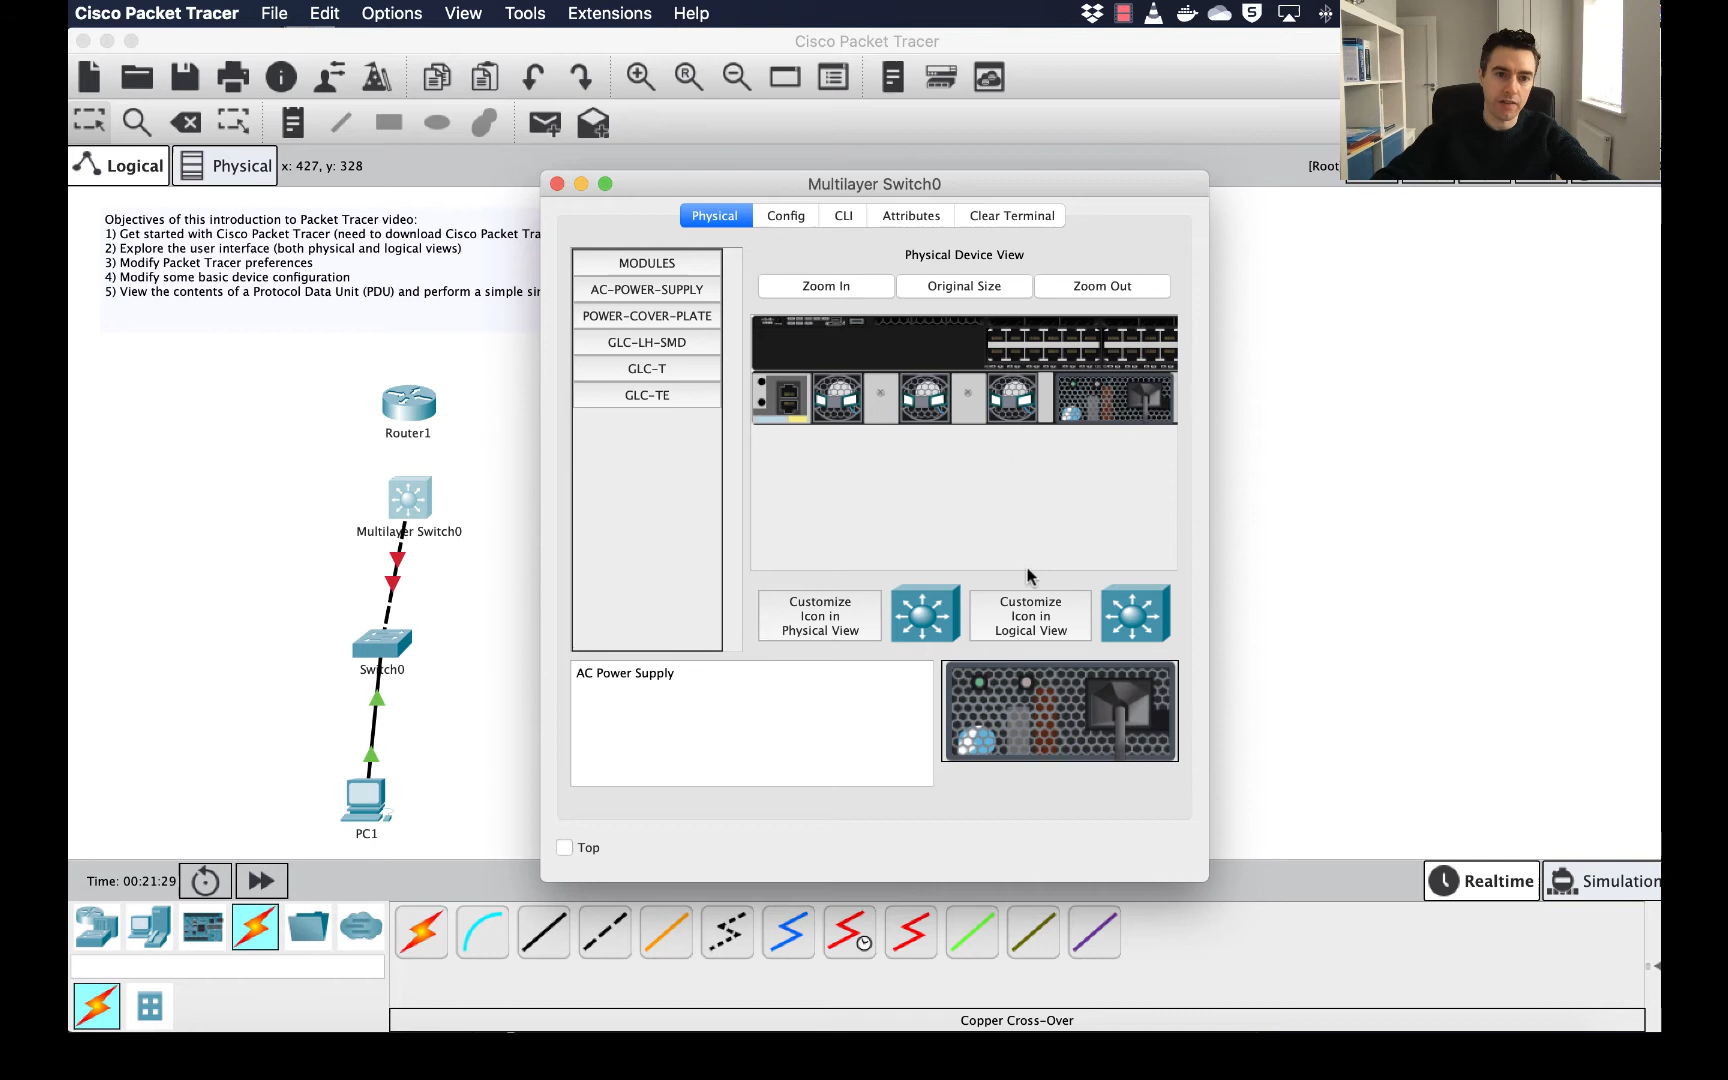 Cisco Packet Tracer File Edit Options View Tools Extensions Help
Cisco Packet Tracer
Logical Physical x: 427, y: 328 [Root
Objectives of this introduction to Packet Tracer video:
1) Get started with Cisco Packet Tracer (need to download Cisco Packet Tra
2) Explore the user interface (both physical and logical views)
3) Modify Packet Tracer preferences
4) Modify some basic device configuration
5) View the contents of a Protocol Data Unit (PDU) and perform a simple si
Router1
Multilayer Switch0
Switch0
PC1
Multilayer Switch0
Physical Config CLI Attributes Clear Terminal
MODULES
AC-POWER-SUPPLY
POWER-COVER-PLATE
GLC-LH-SMD
GLC-T
GLC-TE
Physical Device View
Zoom In Original Size Zoom Out
Customize
Icon in
Physical View
Customize
Icon in
Logical View
AC Power Supply
Top
Time: 00:21:29
Realtime Simulation
Copper Cross-Over